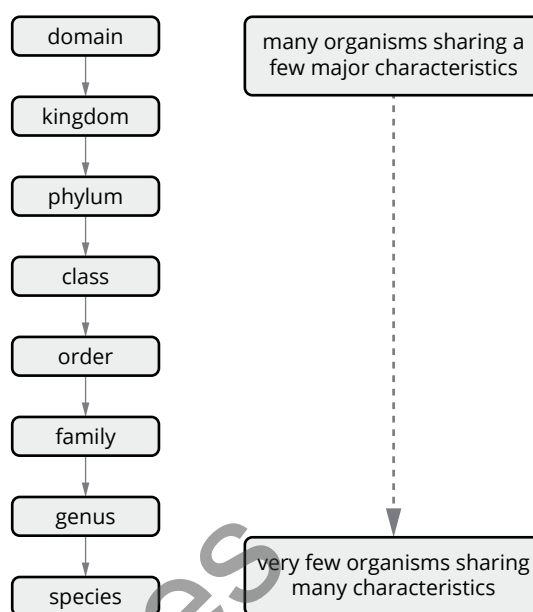 domain
kingdom
phylum
class
order
family
genus
species
many organisms sharing a
few major characteristics
very few organisms sharing
many characteristics